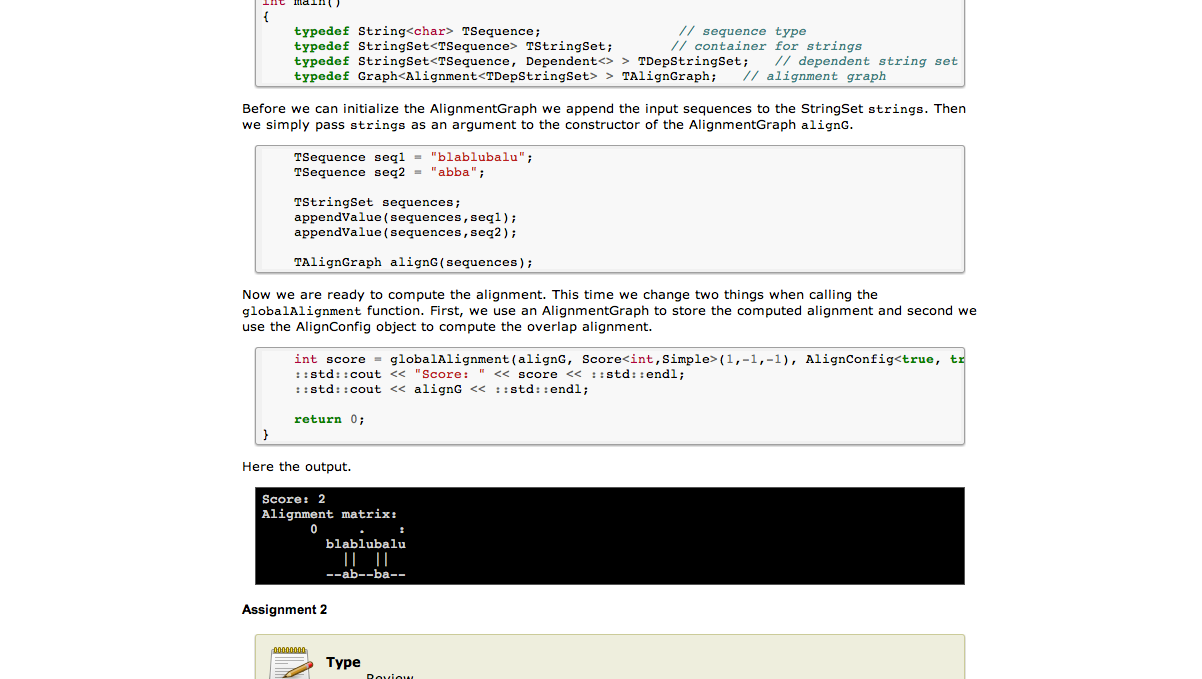 int main()
{
    typedef String<char> TSequence;                 // sequence type
    typedef StringSet<TSequence> TStringSet;       // container for strings
    typedef StringSet<TSequence, Dependent<> > TDepStringSet;   // dependent string set
    typedef Graph<Alignment<TDepStringSet> > TAlignGraph;   // alignment graph
Before we can initialize the AlignmentGraph we append the input sequences to the StringSet strings. Then
we simply pass strings as an argument to the constructor of the AlignmentGraph alignG.
    TSequence seq1 = "blablubalu";
    TSequence seq2 = "abba";
    TStringSet sequences;
    appendValue(sequences,seq1);
    appendValue(sequences,seq2);
    TAlignGraph alignG(sequences);
Now we are ready to compute the alignment. This time we change two things when calling the
globalAlignment function. First, we use an AlignmentGraph to store the computed alignment and second we
use the AlignConfig object to compute the overlap alignment.
    int score = globalAlignment(alignG, Score<int,Simple>(1,-1,-1), AlignConfig<true, tr
    ::std::cout << "Score: " << score << ::std::endl;
    ::std::cout << alignG << ::std::endl;
    return 0;
}
Here the output.
Score: 2
Alignment matrix:
      0     .    :
        blablubalu
          ||  ||
        --ab--ba--
Assignment 2
Type
Review